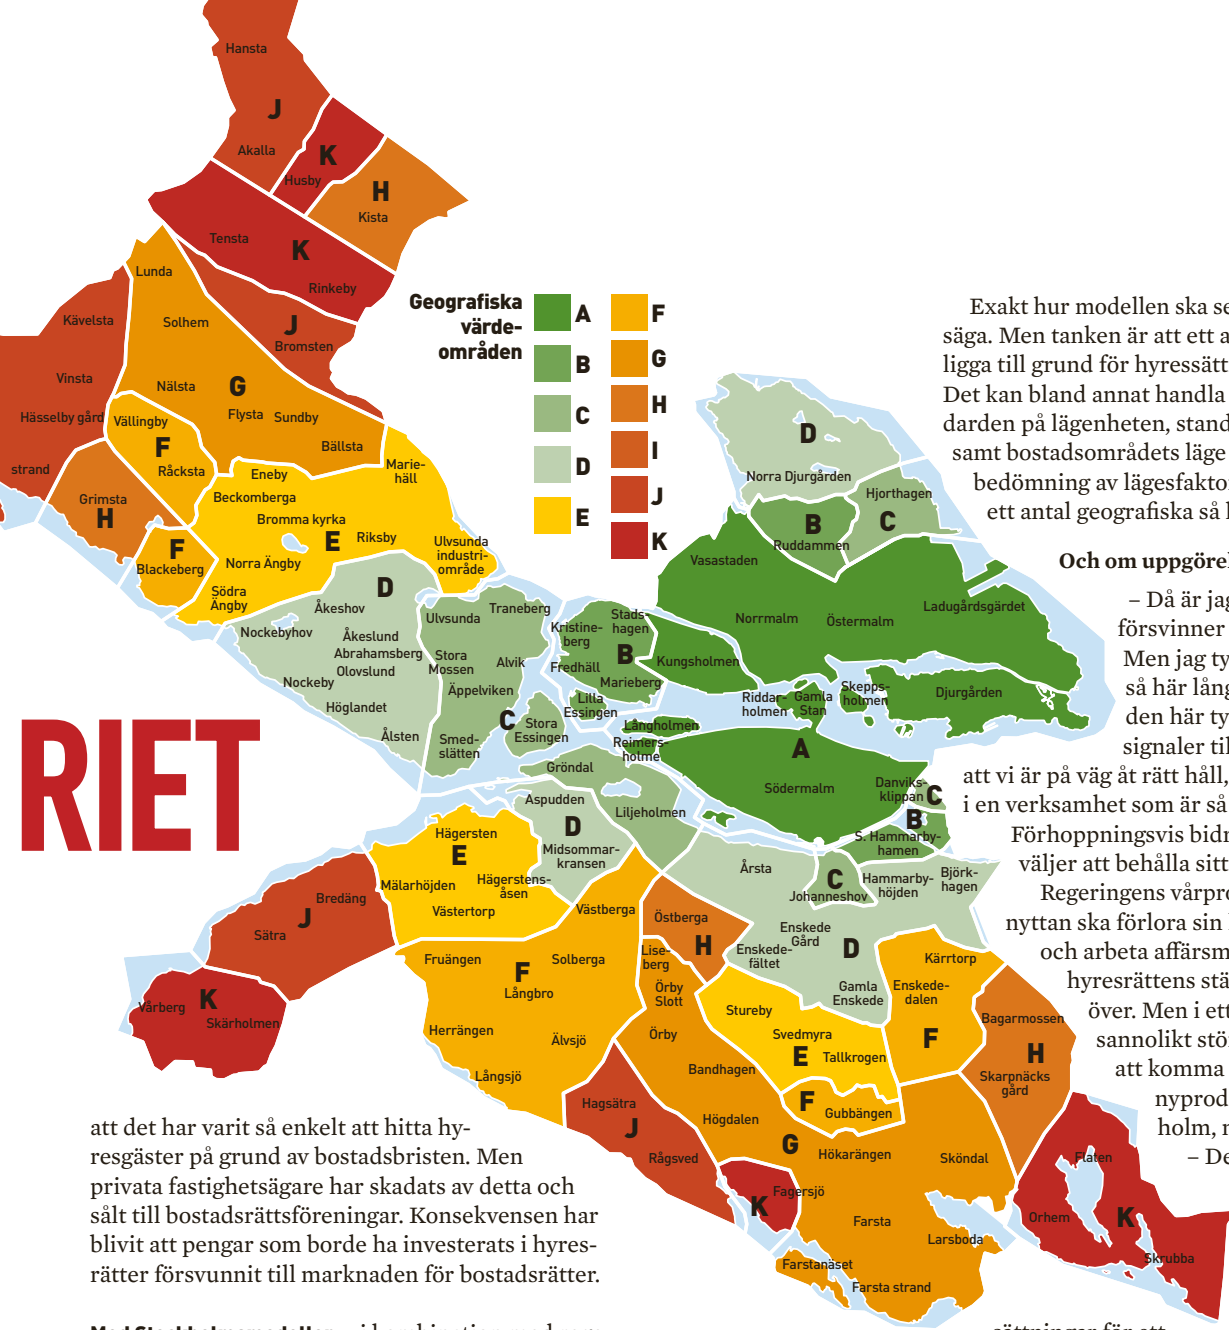 Hansta
J
Akalla
K
Husby
H
Kista
Tensta
K
Rinkeby
Lunda
Kävelsta
Solhem
J
Bromsten
Vinsta
Nälsta
G
Hässelby gård
Vällingby
Flysta
Sundby
F
Bällsta
strand
Råcksta
Eneby
Marie-
häll
Grimsta
H
Beckomberga
Bromma kyrka
E
Riksby
F
Blackeberg
Norra Ängby
Ulvsunda
industri-
område
Södra
Ängby
D
Åkeshov
Nockebyhov
Åkeslund
Abrahamsberg
Olovslund
Nockeby
Höglandet
Ålsten
Ulvsunda
Traneberg
Stora
Mossen
Alvik
Äppelviken
C
Stora
Essingen
Smed-
slätten
Geografiska
värde-
områden
A
B
C
D
E
F
G
H
I
J
K
D
Norra Djurgården
Hjorthagen
B
C
Ruddammen
Vasastaden
Norrmalm
Östermalm
Ladugårdsgärdet
Kristine-
berg
Stads-
hagen
B
Fredhäll
Kungsholmen
Marieberg
Lilla
Essingen
Långholmen
Reimers-
holme
Riddar-
holmen
Gamla
Stan
Skepps-
holmen
Djurgården
A
Södermalm
Danviks-
klippan
C
B
S. Hammarby-
hamen
Gröndal
Aspudden
Liljeholmen
D
Midsommar-
kransen
Hägersten
E
Mälarhöjden
Hägerstens-
åsen
Västertorp
Västberga
Årsta
C
Johanneshov
Hammarby-
höjden
Björk-
hagen
Bredäng
J
Sätra
K
Vårberg
Skärholmen
Östberga
H
Enskede
Gård
D
Enskede-
fältet
Gamla
Enskede
Fruängen
F
Solberga
Långbro
Herrängen
Älvsjö
Långsjö
Lise-
berg
Örby
Slott
Örby
Stureby
Svedmyra
E
Tallkrogen
Kärrtorp
Enskede-
dalen
F
Bagarmossen
H
Skarpnäcks
gård
Bandhagen
F
Gubbängen
Högdalen
G
Hökarängen
Sköndal
Hagsätra
J
Rågsved
K
Fagersjö
Farsta
Larsboda
Farstanäset
Farsta strand
Flaten
Orhem
K
Skrubba
RIET
att det har varit så enkelt att hitta hy-
resgäster på grund av bostadsbristen. Men
privata fastighetsägare har skadats av detta och
sålt till bostadsrättsföreningar. Konsekvensen har
blivit att pengar som borde ha investerats i hyres-
rätter försvunnit till marknaden för bostadsrätter.
Exakt hur modellen ska se
säga. Men tanken är att ett a
ligga till grund för hyressätt
Det kan bland annat handla
darden på lägenheten, stand
samt bostadsområdets läge
bedömning av lägesfakto
ett antal geografiska så
Och om uppgörel
– Då är jag
försvinner
Men jag ty
så här lång
den här ty
signaler til
att vi är på väg åt rätt håll,
i en verksamhet som är så
Förhoppningsvis bid
väljer att behålla sitt
Regeringens vårpro
nyttan ska förlora sin
och arbeta affärsm
hyresrättens stä
över. Men i ett
sannolikt stö
att komma
nyprod
holm,
– De